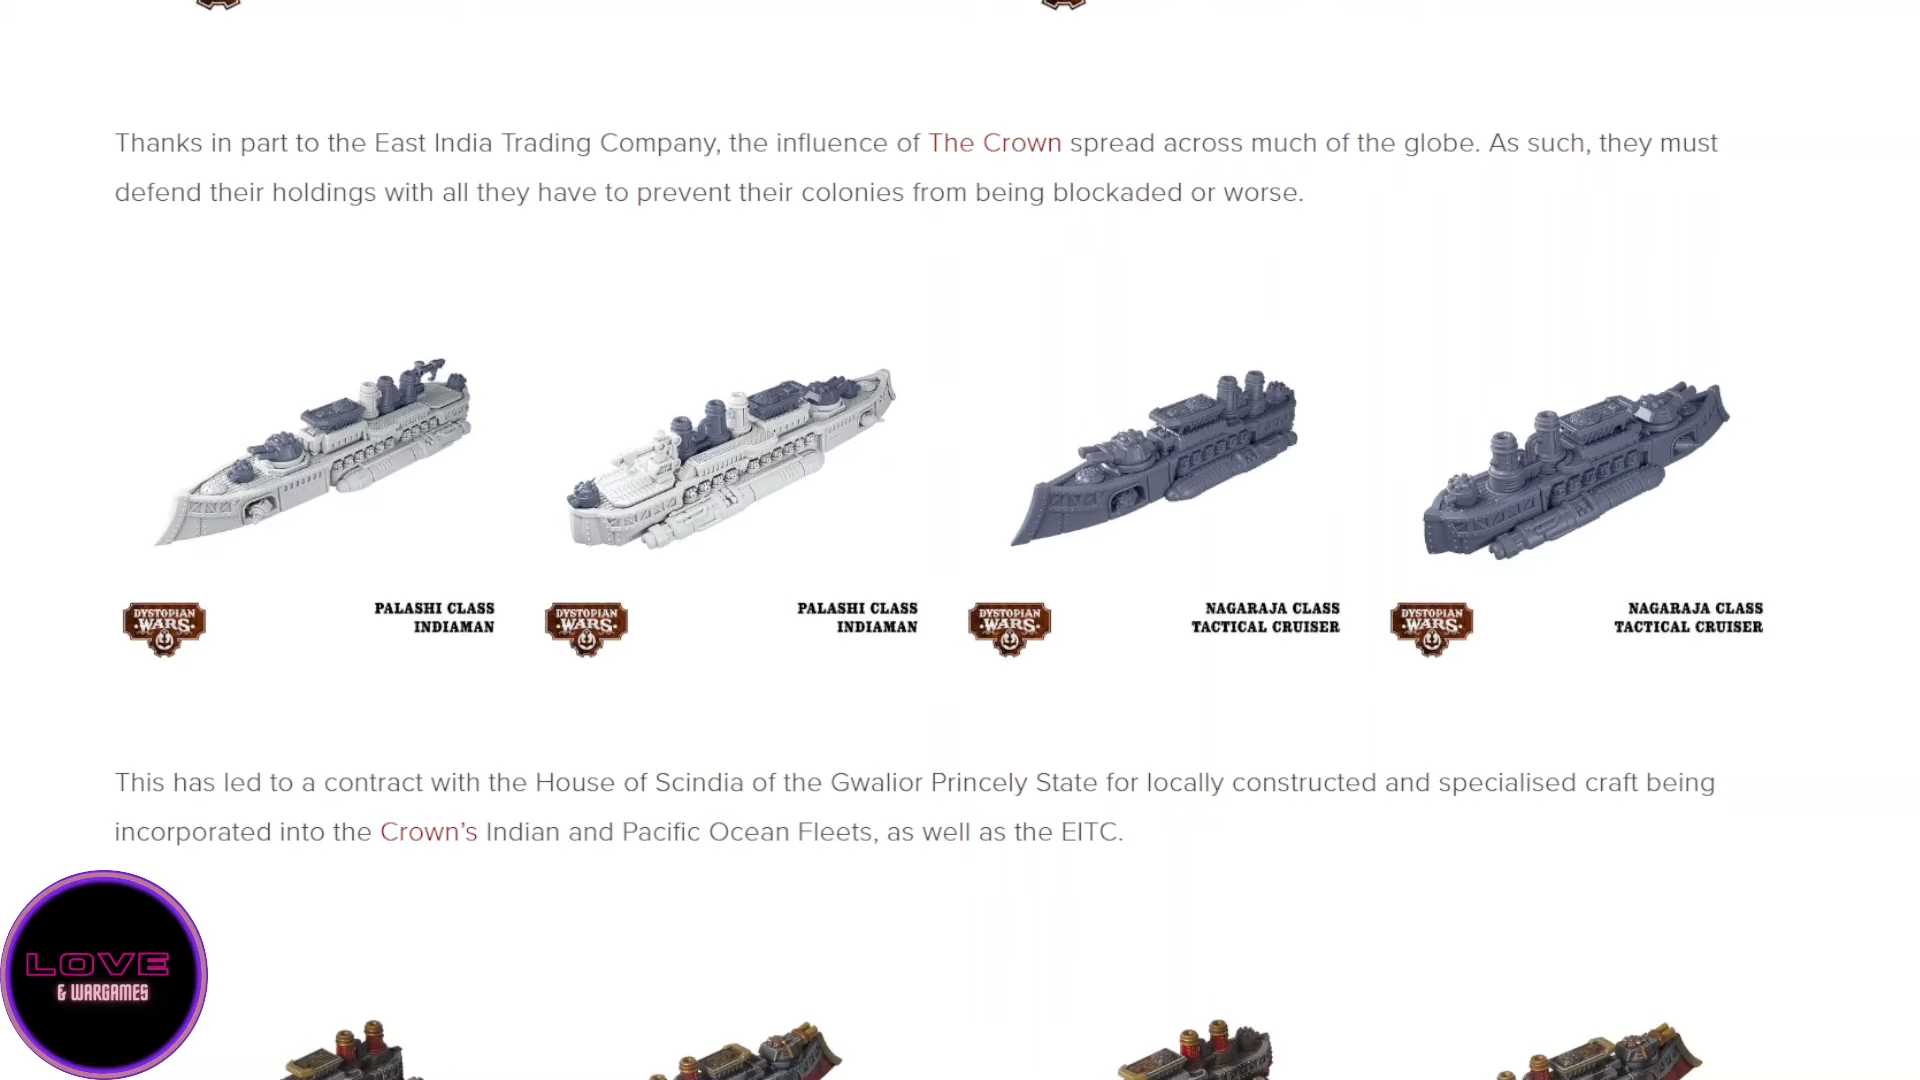 Thanks in part to the East India Trading Company, the influence of The Crown spread across much of the globe. As such, they must
defend their holdings with all they have to prevent their colonies from being blockaded or worse.
DYSTOPIAN
WARS
PALASHI CLASS
INDIAMAN
DYSTOPIAN
WARS
PALASHI CLASS
INDIAMAN
DYSTOPIAN
WARS
NAGARAJA CLASS
TACTICAL CRUISER
DYSTOPIAN
WARS
NAGARAJA CLASS
TACTICAL CRUISER
This has led to a contract with the House of Scindia of the Gwalior Princely State for locally constructed and specialised craft being
incorporated into the Crown’s Indian and Pacific Ocean Fleets, as well as the EITC.
LOVE
& WARGAMES